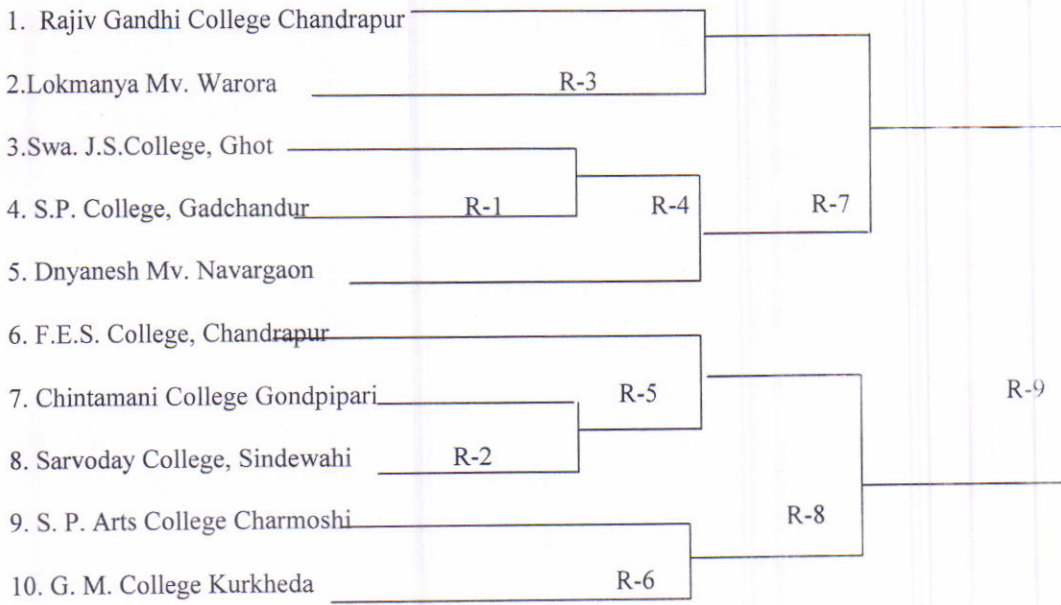 1. Rajiv Gandhi College Chandrapur
2.Lokmanya Mv. Warora R-3
3.Swa. J.S.College, Ghot
4. S.P. College, Gadchandur R-1 R-4 R-7
5. Dnyanesh Mv. Navargaon
6. F.E.S. College, Chandrapur
7. Chintamani College Gondpipari R-5 R-9
8. Sarvoday College, Sindewahi R-2
9. S. P. Arts College Charmoshi R-8
10. G. M. College Kurkheda R-6